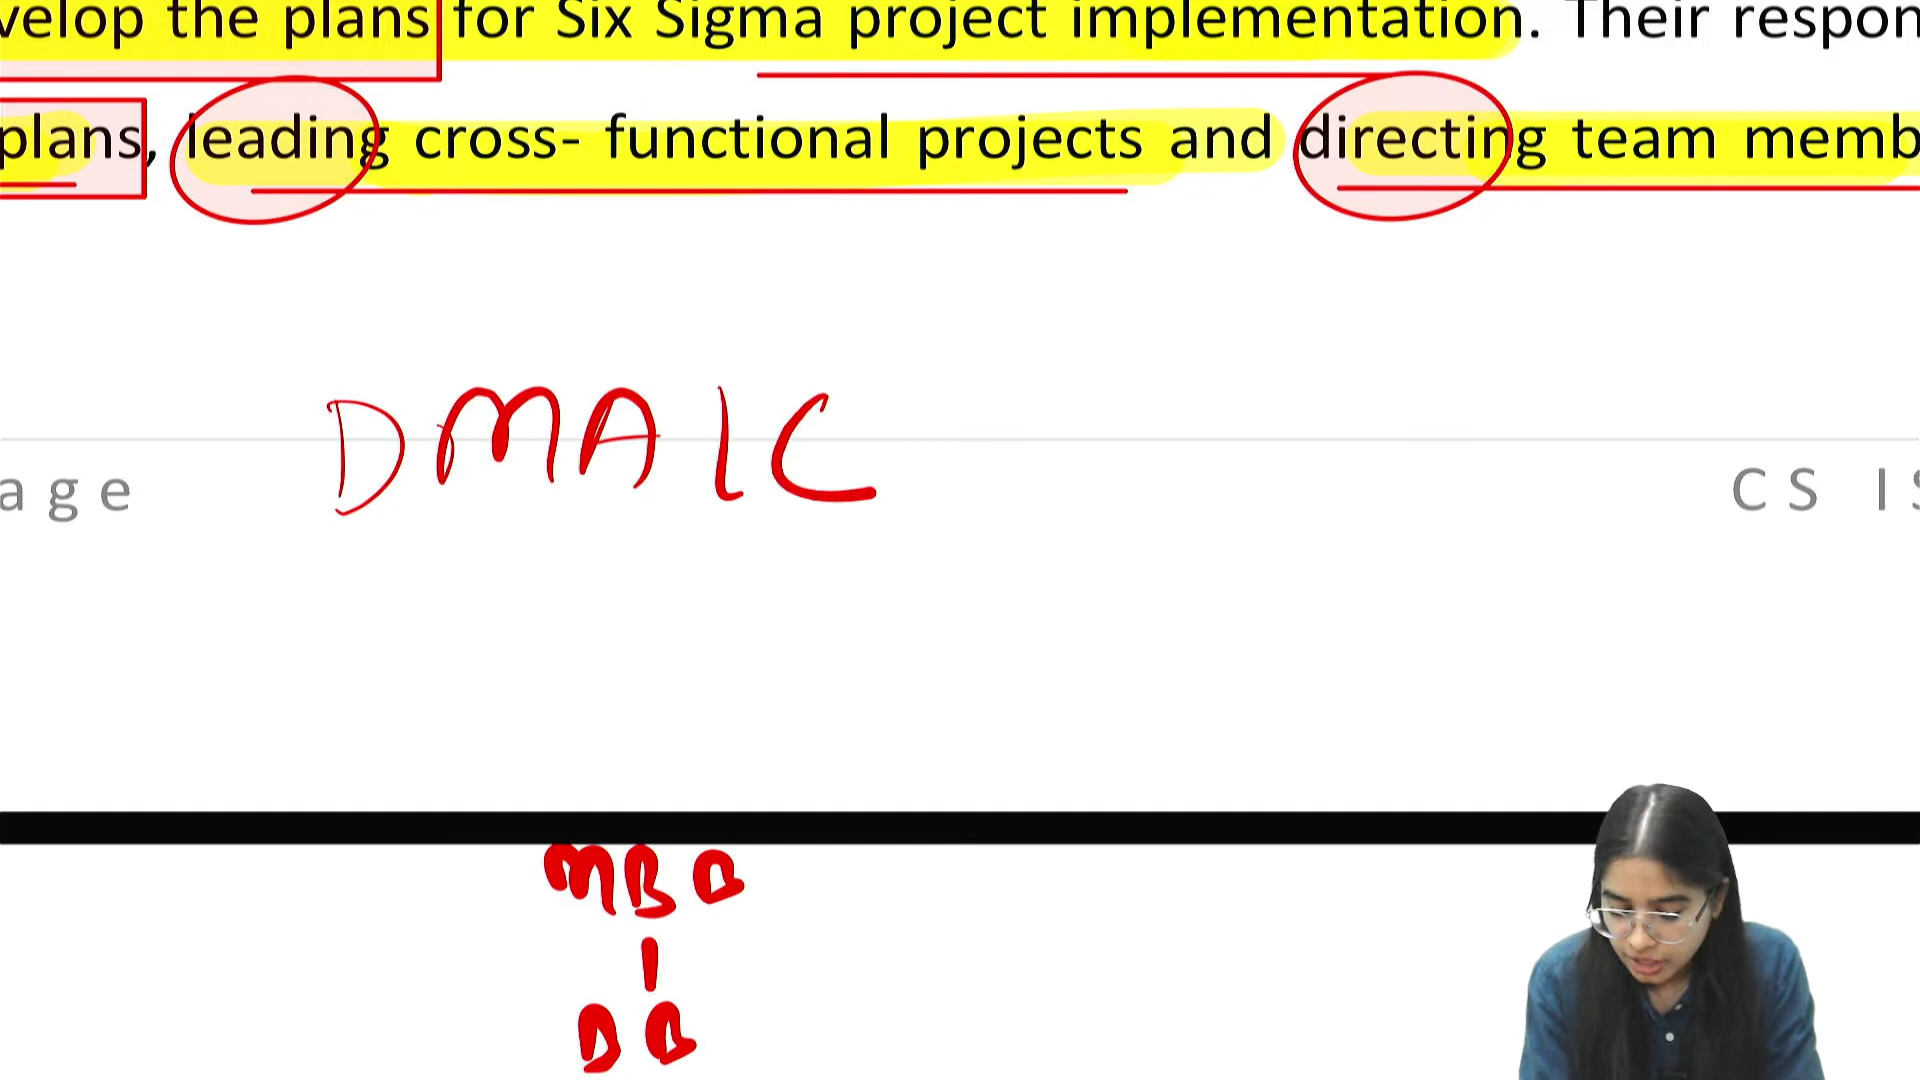 velop the plans for Six Sigma project implementation. Their respon
plans, leading cross- functional projects and directing team memb
DMAIC
age CS IS
MBB
BB